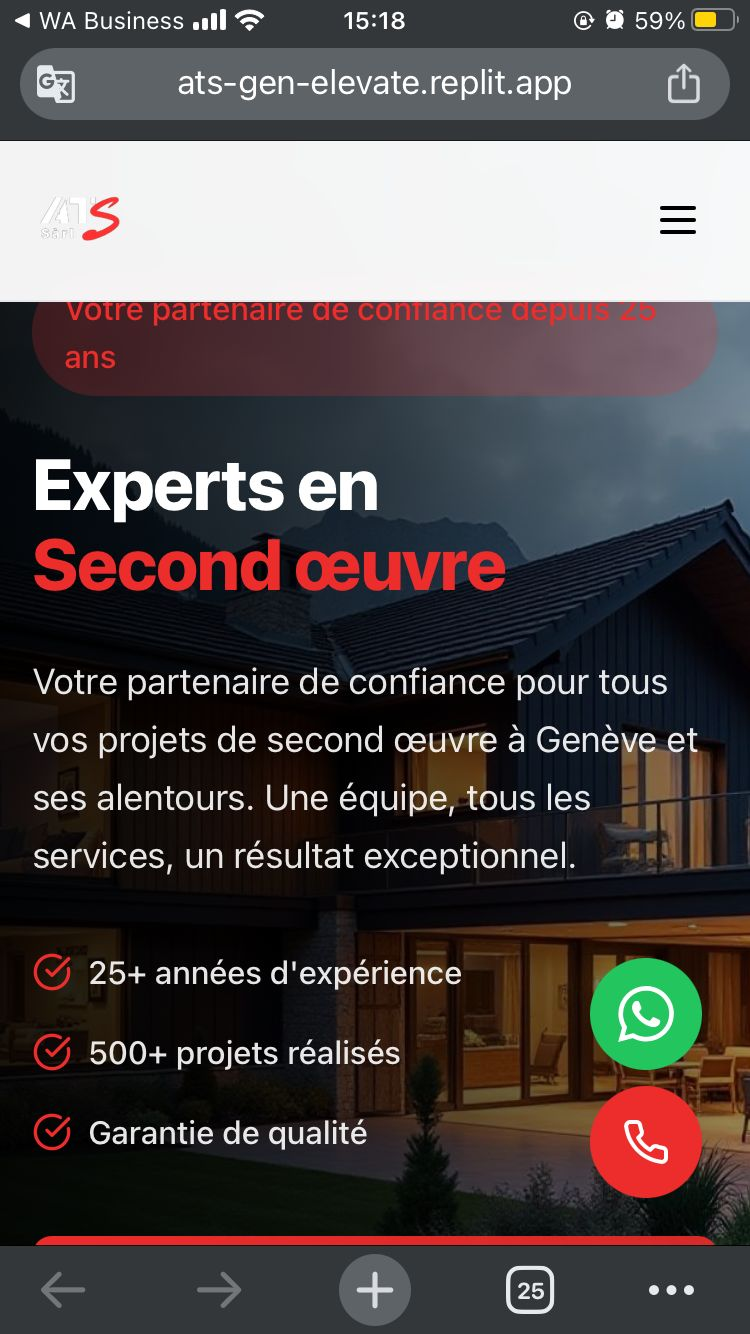 WA Business
15:18
59%
ats-gen-elevate.replit.app
ATS
Sàrl
Votre partenaire de confiance depuis 25
ans
Experts en
Second œuvre
Votre partenaire de confiance pour tous
vos projets de second œuvre à Genève et
ses alentours. Une équipe, tous les
services, un résultat exceptionnel.
25+ années d'expérience
500+ projets réalisés
Garantie de qualité
25